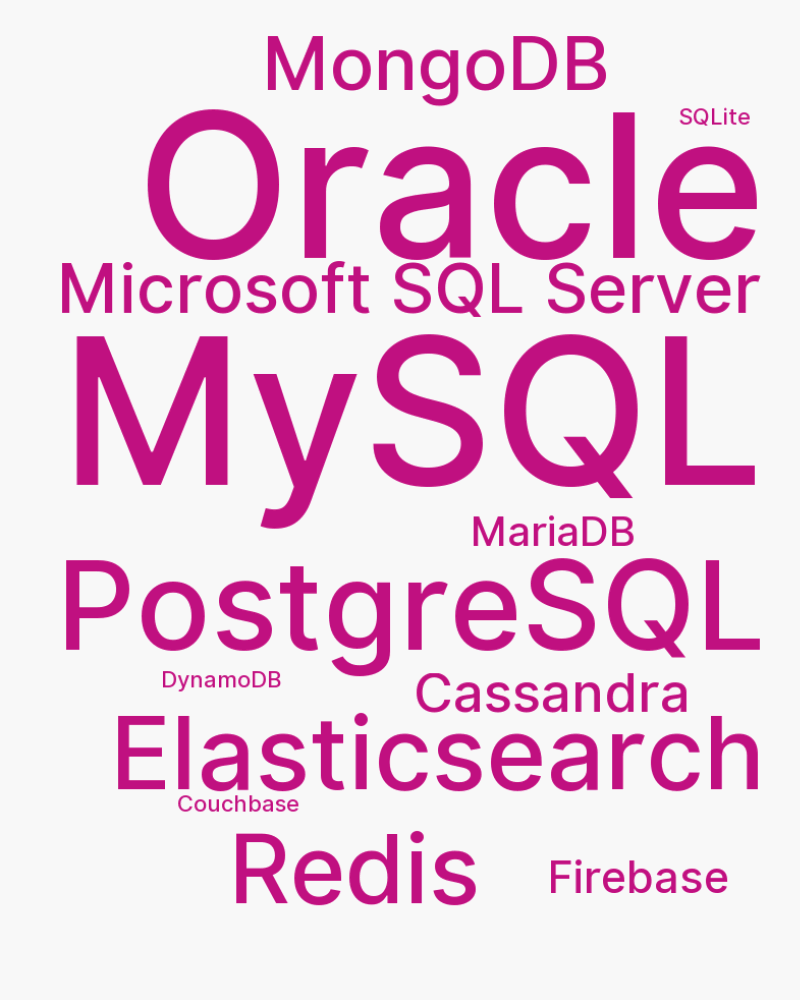 MongoDB
SQLite
Oracle
Microsoft SQL Server
MySQL
MariaDB
PostgreSQL
DynamoDB
Cassandra
Elasticsearch
Couchbase
Redis
Firebase